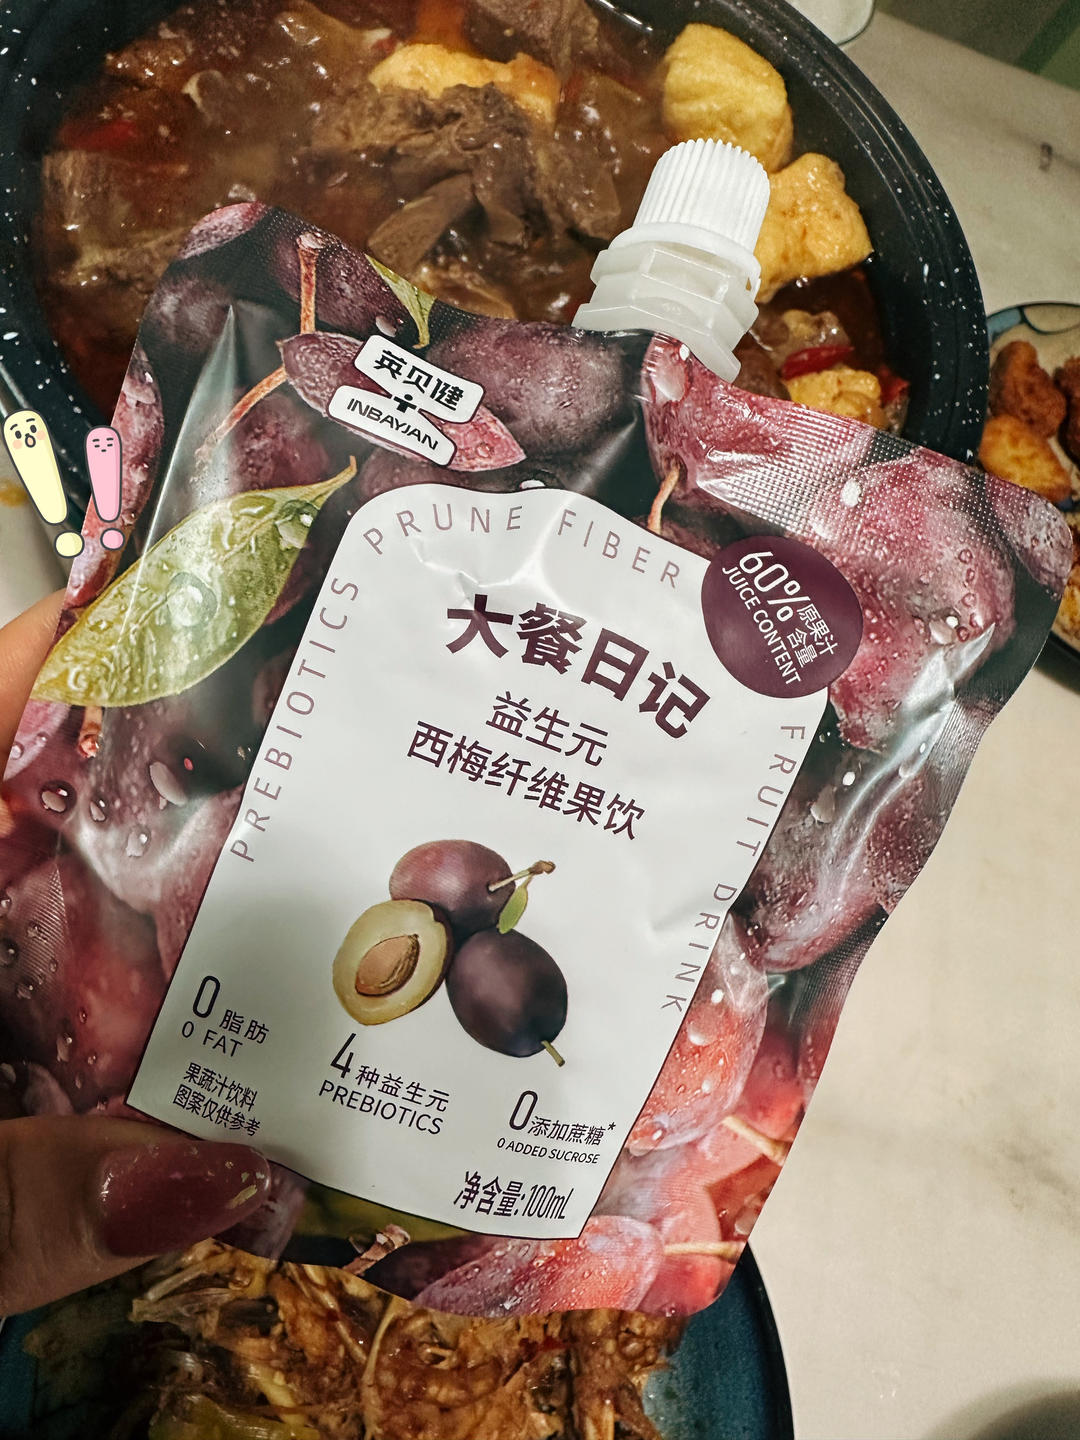 英贝健
INBAYJAN
PREBIOTICS PRUNE FIBER FRUIT DRINK
60%
原果汁
含量
JUICE CONTENT
大餐日记
益生元
西梅纤维果饮
0脂肪
0 FAT
果蔬汁饮料
图案仅供参考
4种益生元
PREBIOTICS
0添加蔗糖*
0 ADDED SUCROSE
净含量:100mL